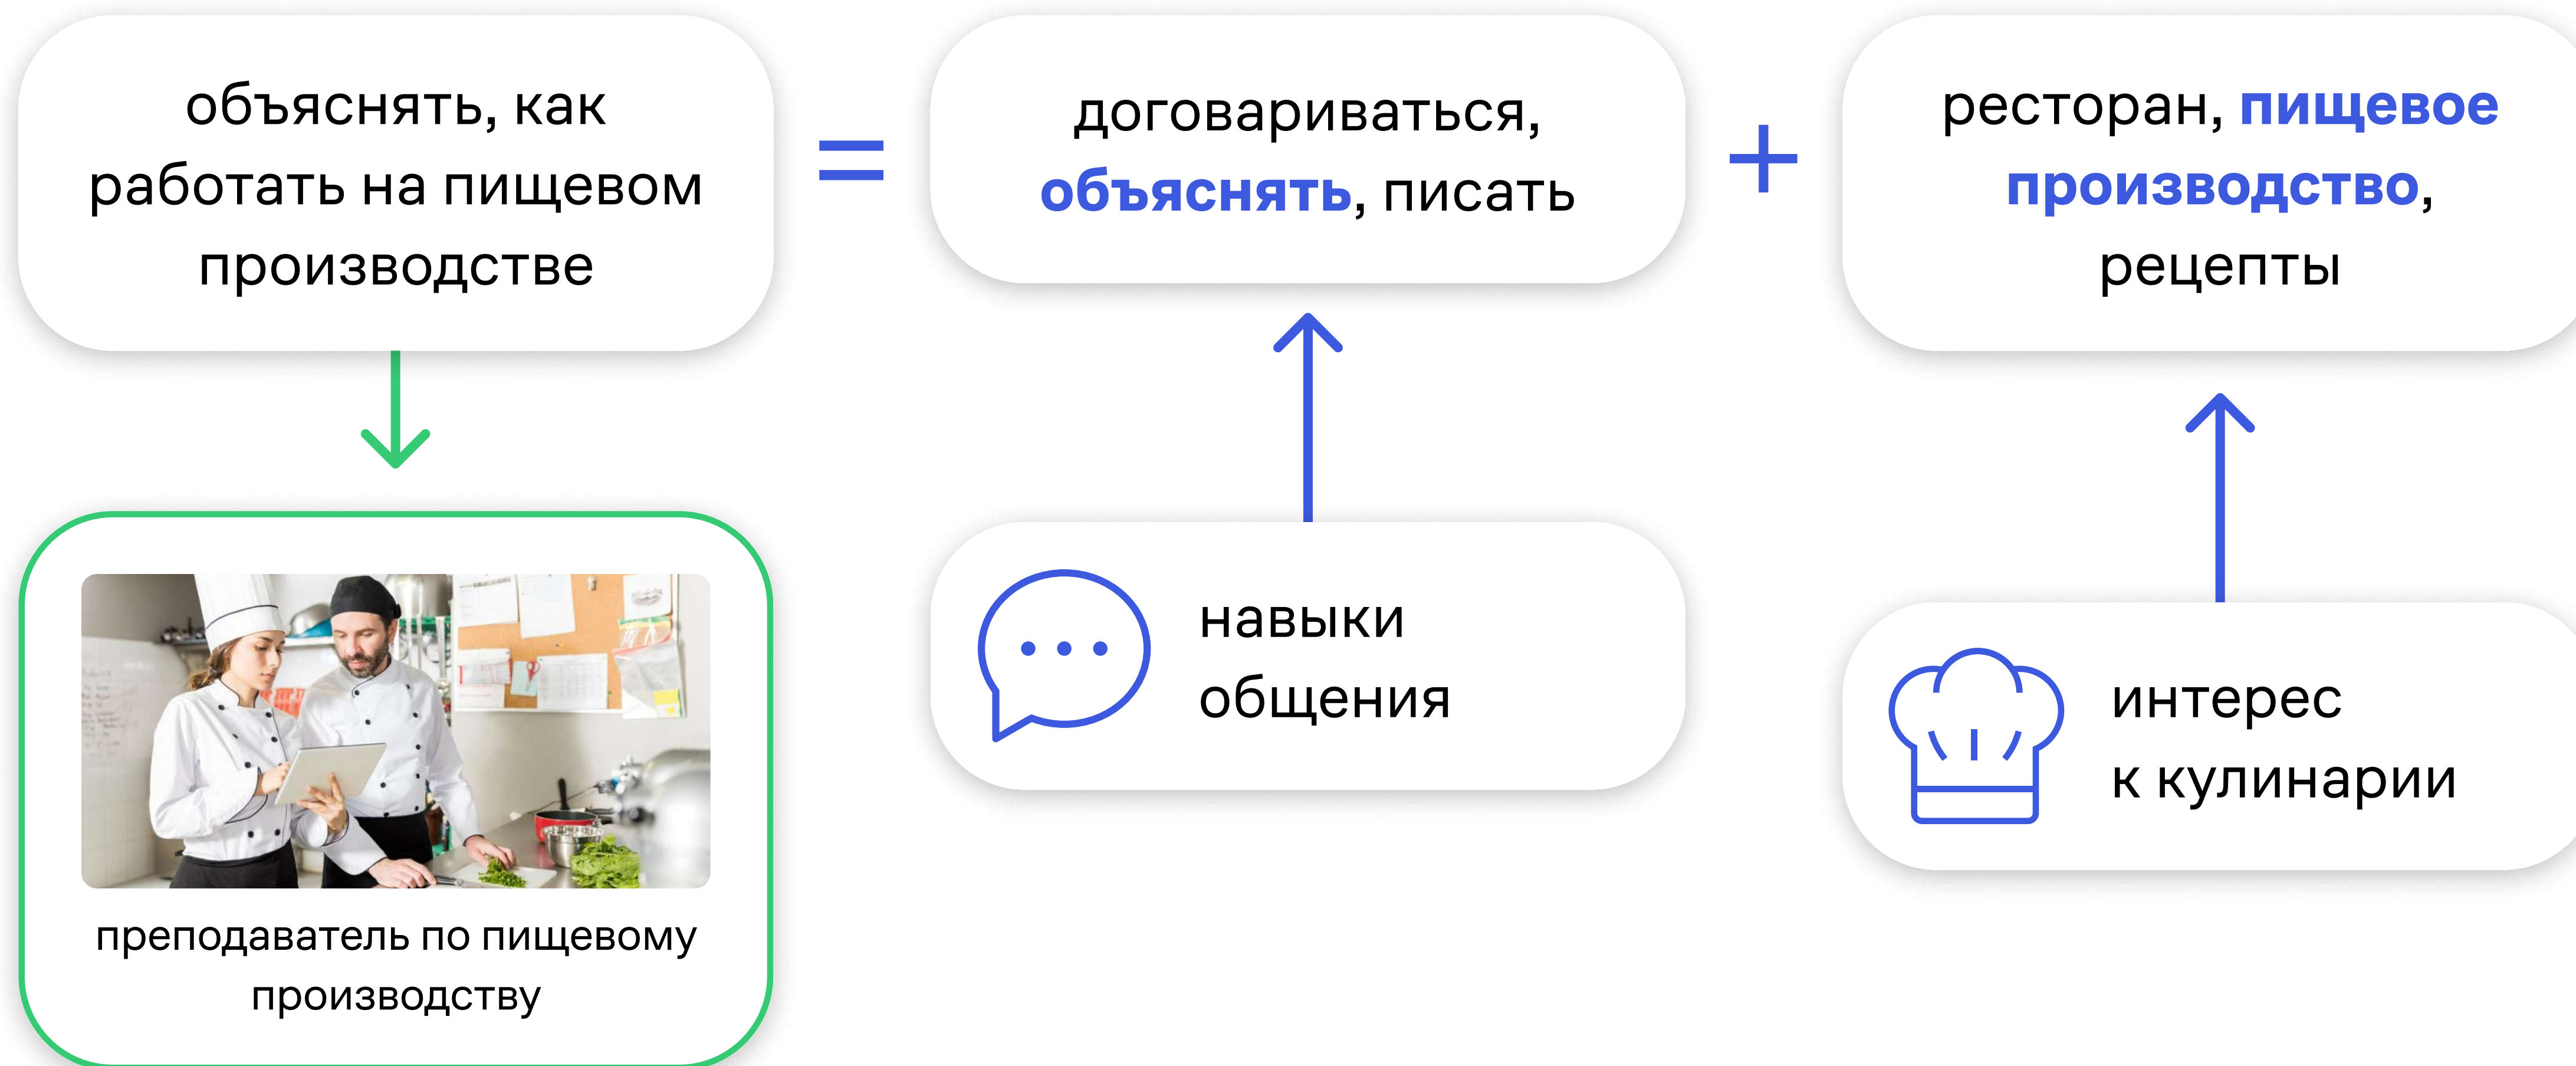 объяснять, как
работать на пищевом
производстве
=
договариваться,
объяснять, писать
+
ресторан, пищевое
производство,
рецепты
преподаватель по пищевому
производству
навыки
общения
интерес
к кулинарии